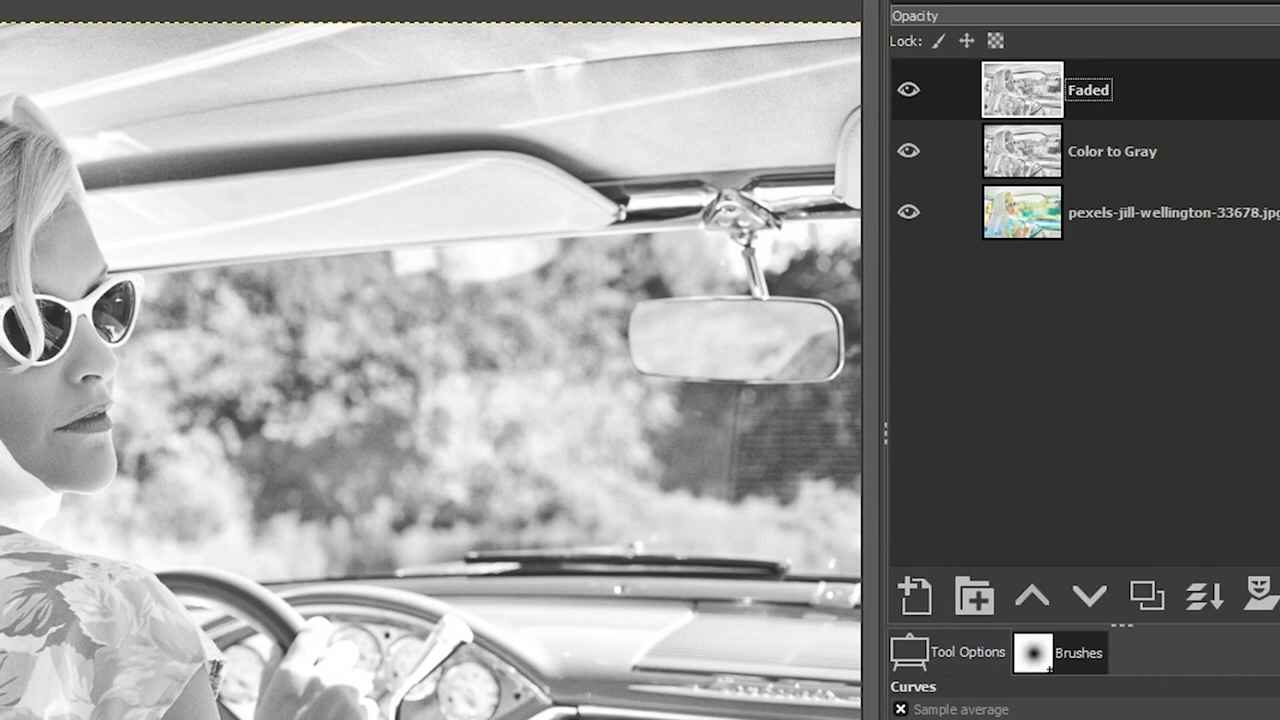 Opacity
Lock:
Faded
Color to Gray
pexels-jill-wellington-33678.jpg
Tool Options
Brushes
Curves
Sample average